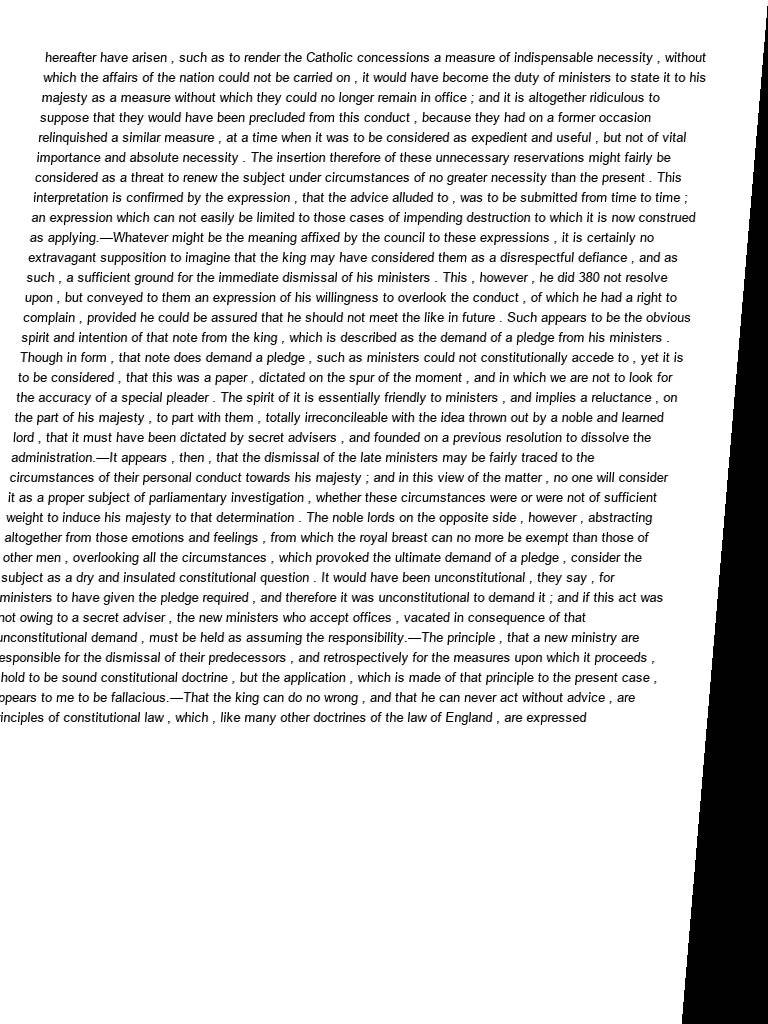 hereafter have arisen , such as to render the Catholic concessions a measure of indispensable necessity , without
which the affairs of the nation could not be carried on , it would have become the duty of ministers to state it to his
majesty as a measure without which they could no longer remain in office ; and it is altogether ridiculous to
suppose that they would have been precluded from this conduct , because they had on a former occasion
relinquished a similar measure , at a time when it was to be considered as expedient and useful , but not of vital
importance and absolute necessity . The insertion therefore of these unnecessary reservations might fairly be
considered as a threat to renew the subject under circumstances of no greater necessity than the present . This
interpretation is confirmed by the expression , that the advice alluded to , was to be submitted from time to time ;
an expression which can not easily be limited to those cases of impending destruction to which it is now construed
as applying.—Whatever might be the meaning affixed by the council to these expressions , it is certainly no
extravagant supposition to imagine that the king may have considered them as a disrespectful defiance , and as
such , a sufficient ground for the immediate dismissal of his ministers . This , however , he did 380 not resolve
upon , but conveyed to them an expression of his willingness to overlook the conduct , of which he had a right to
complain , provided he could be assured that he should not meet the like in future . Such appears to be the obvious
spirit and intention of that note from the king , which is described as the demand of a pledge from his ministers .
Though in form , that note does demand a pledge , such as ministers could not constitutionally accede to , yet it is
to be considered , that this was a paper , dictated on the spur of the moment , and in which we are not to look for
the accuracy of a special pleader . The spirit of it is essentially friendly to ministers , and implies a reluctance , on
the part of his majesty , to part with them , totally irreconcileable with the idea thrown out by a noble and learned
lord , that it must have been dictated by secret advisers , and founded on a previous resolution to dissolve the
administration.—It appears , then , that the dismissal of the late ministers may be fairly traced to the
circumstances of their personal conduct towards his majesty ; and in this view of the matter , no one will consider
it as a proper subject of parliamentary investigation , whether these circumstances were or were not of sufficient
weight to induce his majesty to that determination . The noble lords on the opposite side , however , abstracting
altogether from those emotions and feelings , from which the royal breast can no more be exempt than those of
other men , overlooking all the circumstances , which provoked the ultimate demand of a pledge , consider the
subject as a dry and insulated constitutional question . It would have been unconstitutional , they say , for
ministers to have given the pledge required , and therefore it was unconstitutional to demand it ; and if this act was
not owing to a secret adviser , the new ministers who accept offices , vacated in consequence of that
unconstitutional demand , must be held as assuming the responsibility.—The principle , that a new ministry are
esponsible for the dismissal of their predecessors , and retrospectively for the measures upon which it proceeds ,
hold to be sound constitutional doctrine , but the application , which is made of that principle to the present case ,
ppears to me to be fallacious.—That the king can do no wrong , and that he can never act without advice , are
inciples of constitutional law , which , like many other doctrines of the law of England , are expressed